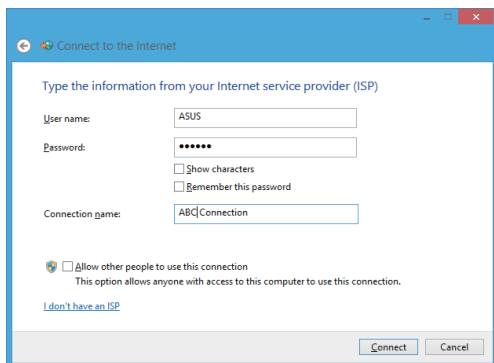 Connect to the Internet
Type the information from your Internet service provider (ISP)
User name:
ASUS
Password:
••••••
Show characters
Remember this password
Connection name:
ABC Connection
Allow other people to use this connection
This option allows anyone with access to this computer to use this connection.
I don't have an ISP
Connect Cancel